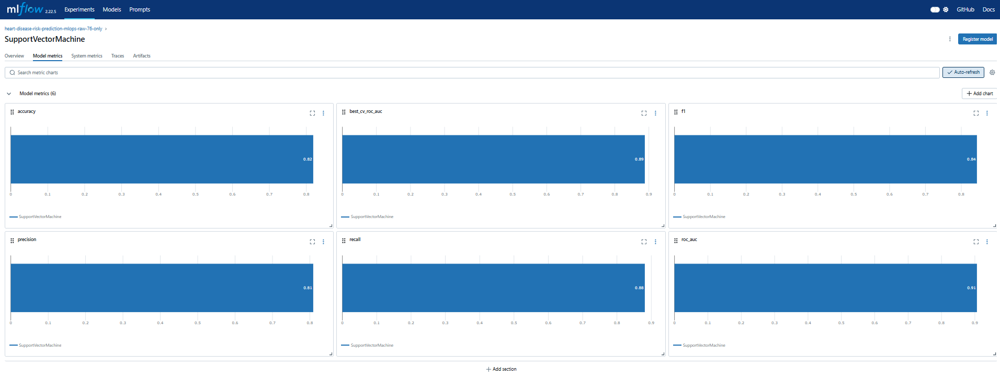 mlflow 2.22.5 Experiments Models Prompts GitHub Docs
heart-disease-risk-prediction-mlops-raw-76-only ›
SupportVectorMachine
Register model
Overview Model metrics System metrics Traces Artifacts
Search metric charts
Auto-refresh
Model metrics (6)
Add chart
accuracy
0.82
0 0.1 0.2 0.3 0.4 0.5 0.6 0.7 0.8
SupportVectorMachine
best_cv_roc_auc
0.89
0 0.1 0.2 0.3 0.4 0.5 0.6 0.7 0.8 0.9
SupportVectorMachine
f1
0.84
0 0.1 0.2 0.3 0.4 0.5 0.6 0.7 0.8
SupportVectorMachine
precision
0.81
0 0.1 0.2 0.3 0.4 0.5 0.6 0.7 0.8
SupportVectorMachine
recall
0.88
0 0.1 0.2 0.3 0.4 0.5 0.6 0.7 0.8 0.9
SupportVectorMachine
roc_auc
0.91
0 0.1 0.2 0.3 0.4 0.5 0.6 0.7 0.8 0.9
SupportVectorMachine
Add section